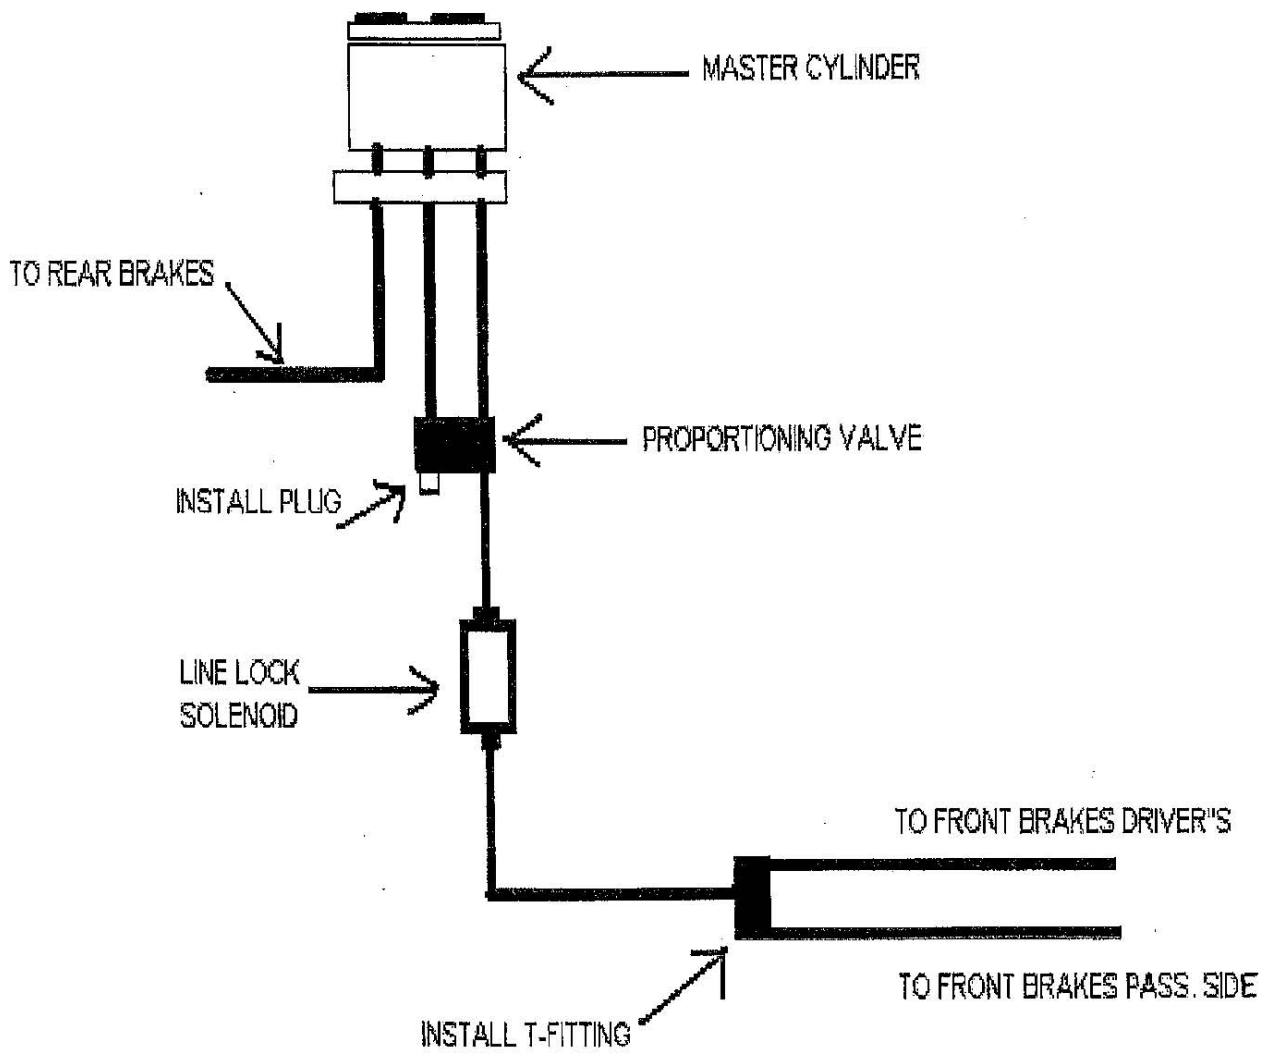 MASTER CYLINDER
TO REAR BRAKES
PROPORTIONING VALVE
INSTALL PLUG
LINE LOCK
SOLENOID
TO FRONT BRAKES DRIVER"S
TO FRONT BRAKES PASS. SIDE
INSTALL T-FITTING